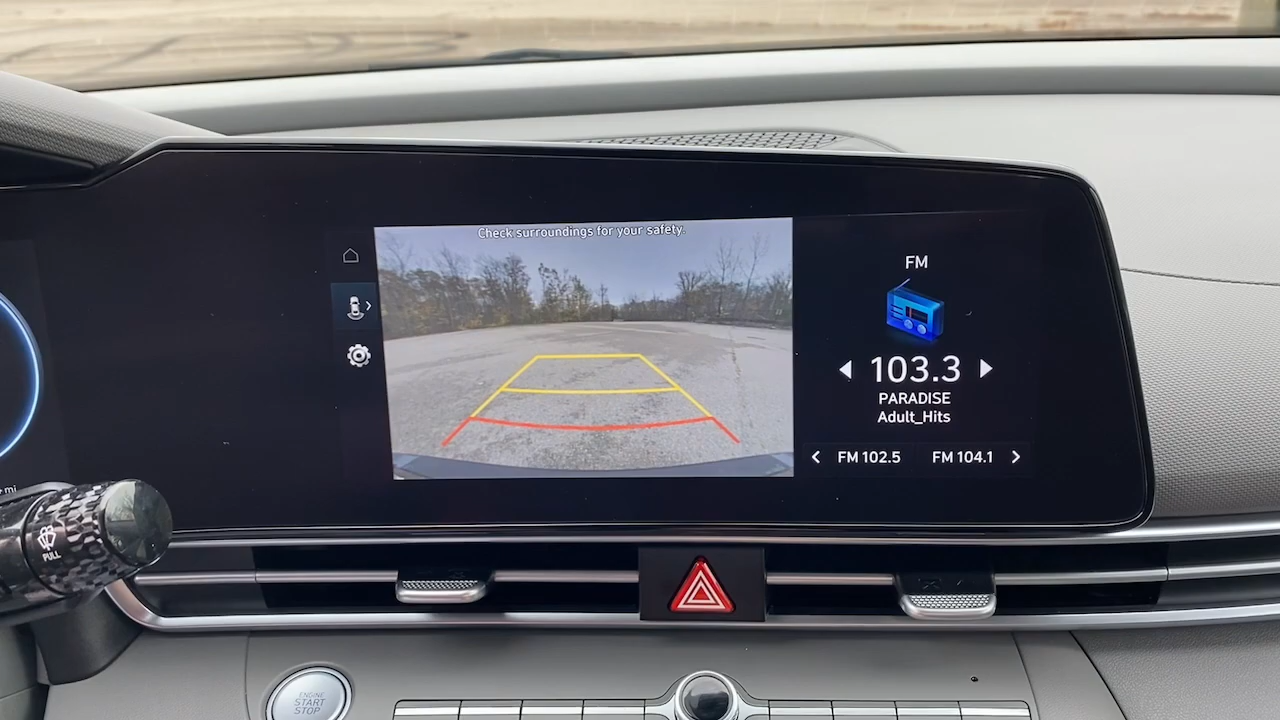 Check surroundings for your safety.
FM
103.3
PARADISE
Adult_Hits
FM 102.5
FM 104.1
mi
PULL
ENGINE
START
STOP